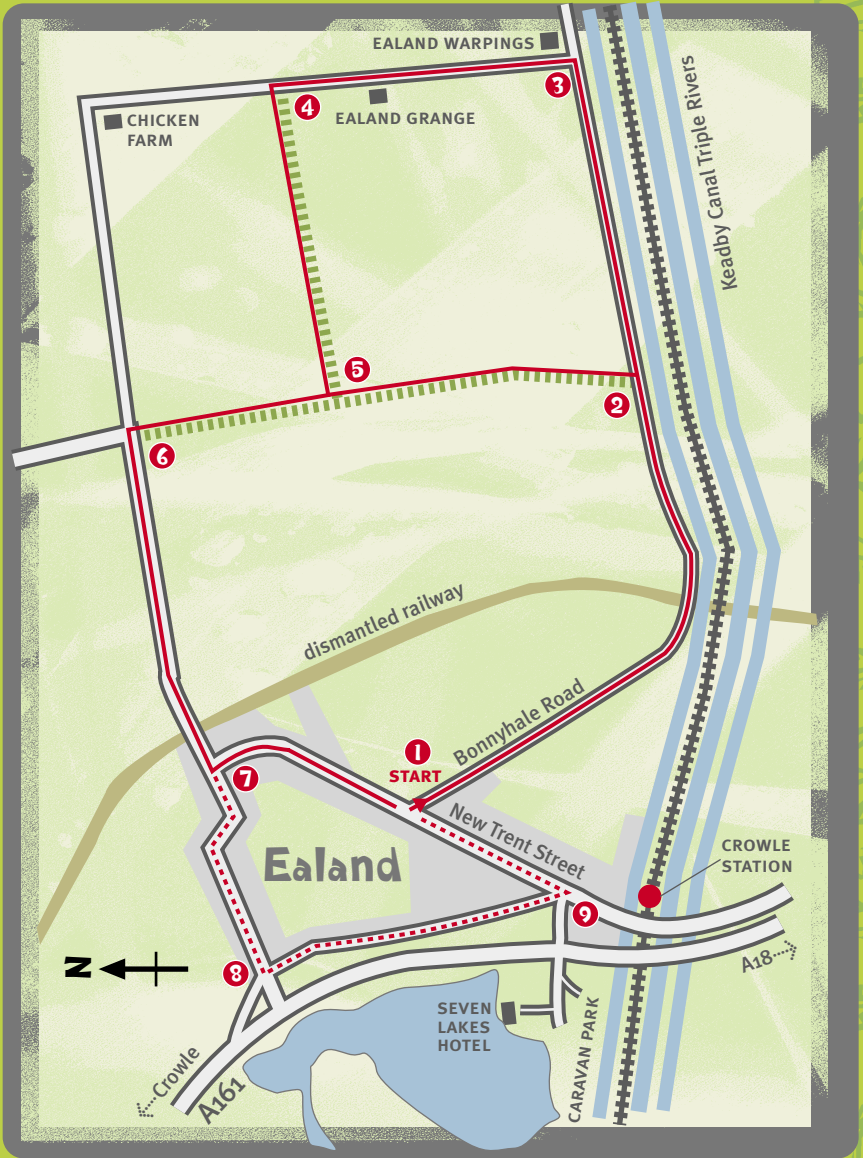 EALAND WARPINGS
3
4
EALAND GRANGE
CHICKEN
FARM
Keadby Canal Triple Rivers
5
2
6
dismantled railway
Bonnyhale Road
1
START
7
New Trent Street
Ealand
CROWLE
STATION
9
N
8
A18
SEVEN
LAKES
HOTEL
CARAVAN PARK
Crowle
A161